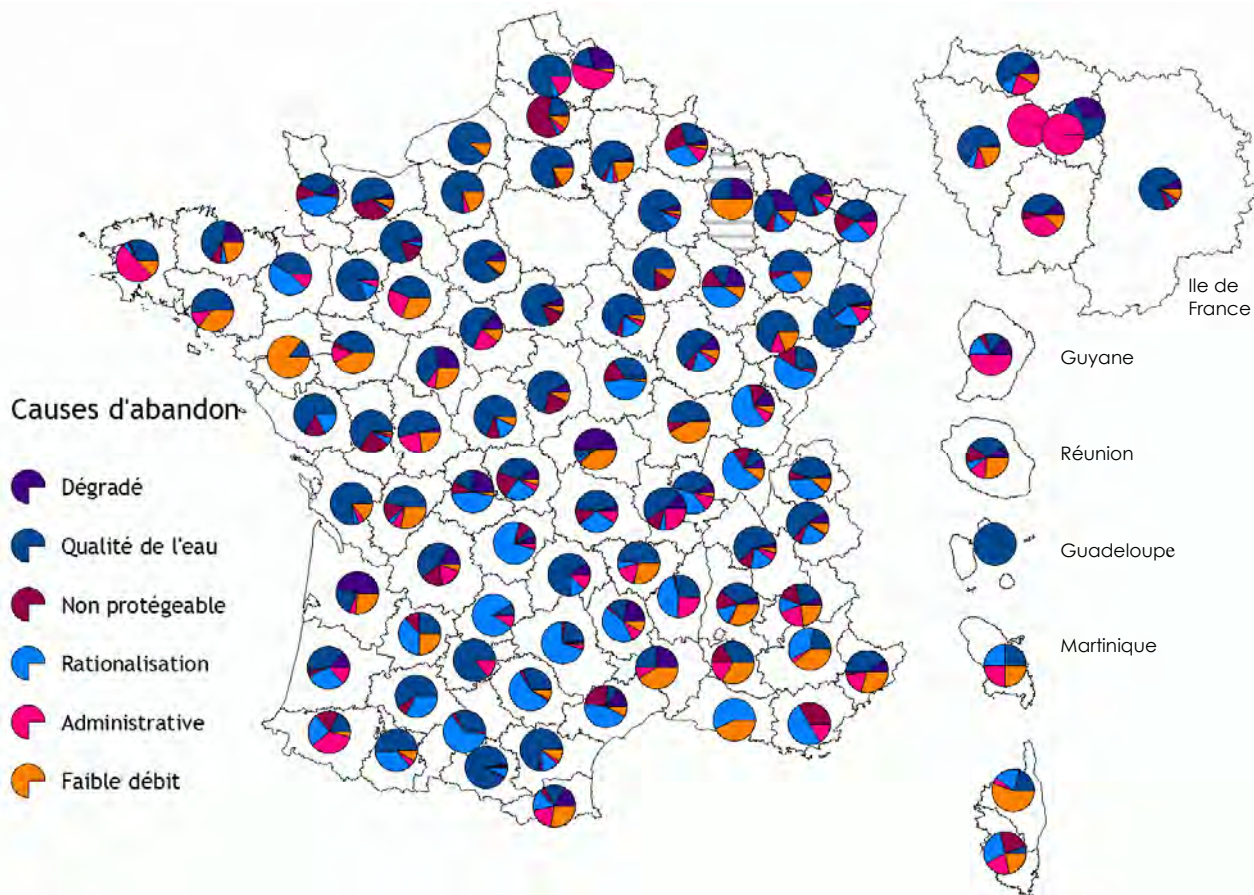 Causes d'abandon
Dégradé
Qualité de l'eau
Non protégeable
Rationalisation
Administrative
Faible débit
Ile de
France
Guyane
Réunion
Guadeloupe
Martinique